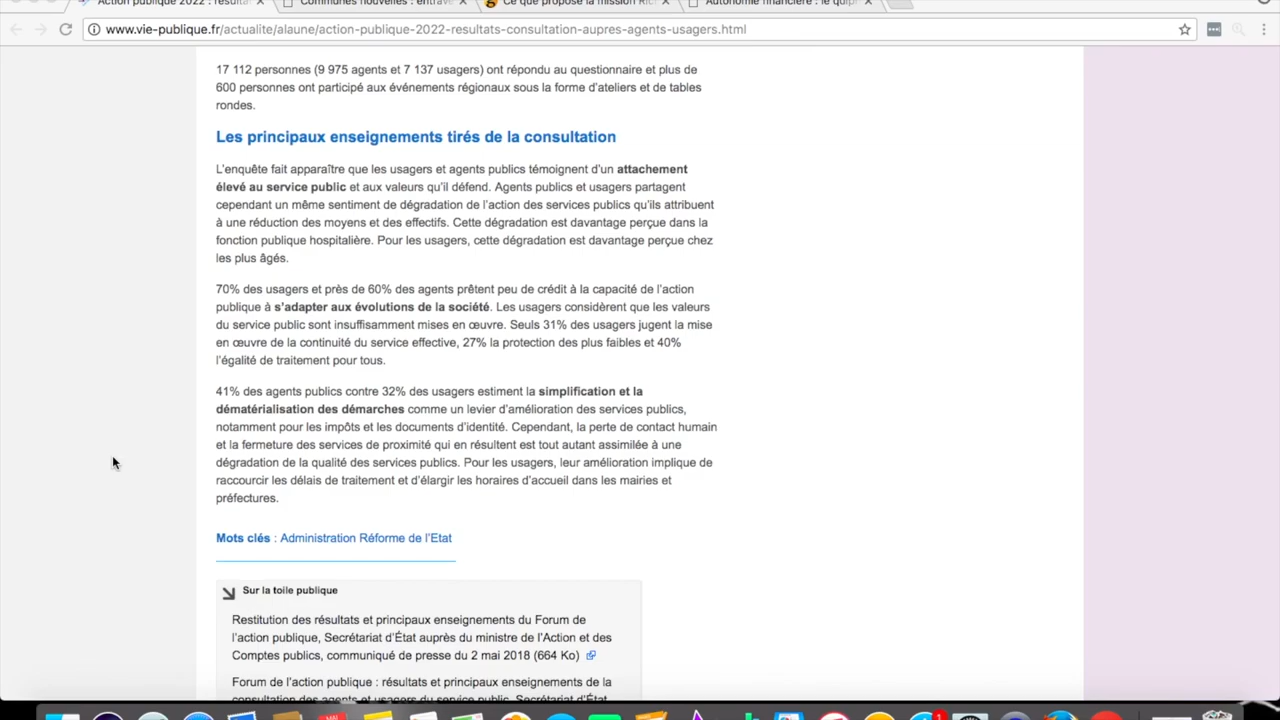 Action publique 2022 : résultat
Communes nouvelles : entrave
Ce que propose la mission Rich
Autonomie financière : le quipr
www.vie-publique.fr/actualite/alaune/action-publique-2022-resultats-consultation-aupres-agents-usagers.html
17 112 personnes (9 975 agents et 7 137 usagers) ont répondu au questionnaire et plus de
600 personnes ont participé aux événements régionaux sous la forme d’ateliers et de tables
rondes.
Les principaux enseignements tirés de la consultation
L’enquête fait apparaître que les usagers et agents publics témoignent d’un attachement
élevé au service public et aux valeurs qu’il défend. Agents publics et usagers partagent
cependant un même sentiment de dégradation de l’action des services publics qu’ils attribuent
à une réduction des moyens et des effectifs. Cette dégradation est davantage perçue dans la
fonction publique hospitalière. Pour les usagers, cette dégradation est davantage perçue chez
les plus âgés.
70% des usagers et près de 60% des agents prêtent peu de crédit à la capacité de l’action
publique à s’adapter aux évolutions de la société. Les usagers considèrent que les valeurs
du service public sont insuffisamment mises en œuvre. Seuls 31% des usagers jugent la mise
en œuvre de la continuité du service effective, 27% la protection des plus faibles et 40%
l’égalité de traitement pour tous.
41% des agents publics contre 32% des usagers estiment la simplification et la
dématérialisation des démarches comme un levier d’amélioration des services publics,
notamment pour les impôts et les documents d’identité. Cependant, la perte de contact humain
et la fermeture des services de proximité qui en résultent est tout autant assimilée à une
dégradation de la qualité des services publics. Pour les usagers, leur amélioration implique de
raccourcir les délais de traitement et d’élargir les horaires d’accueil dans les mairies et
préfectures.
Mots clés : Administration Réforme de l’Etat
Sur la toile publique
Restitution des résultats et principaux enseignements du Forum de
l’action publique, Secrétariat d’État auprès du ministre de l’Action et des
Comptes publics, communiqué de presse du 2 mai 2018 (664 Ko)
Forum de l’action publique : résultats et principaux enseignements de la
consultation des agents et usagers du service public, Secrétariat d’État